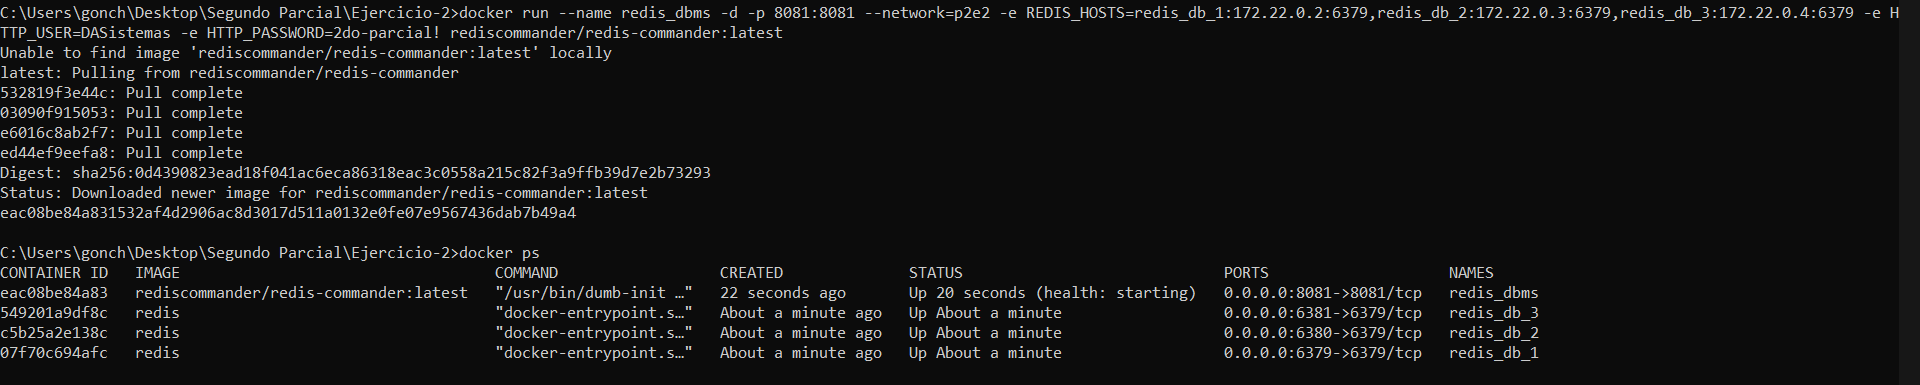 C:\Users\gonch\Desktop\Segundo Parcial\Ejercicio-2>docker run --name redis_dbms -d -p 8081:8081 --network=p2e2 -e REDIS_HOSTS=redis_db_1:172.22.0.2:6379,redis_db_2:172.22.0.3:6379,redis_db_3:172.22.0.4:6379 -e H
TTP_USER=DASistemas -e HTTP_PASSWORD=2do-parcial! rediscommander/redis-commander:latest
Unable to find image 'rediscommander/redis-commander:latest' locally
latest: Pulling from rediscommander/redis-commander
532819f3e44c: Pull complete
03090f915053: Pull complete
e6016c8ab2f7: Pull complete
ed44ef9eefa8: Pull complete
Digest: sha256:0d4390823ead18f041ac6eca86318eac3c0558a215c82f3a9ffb39d7e2b73293
Status: Downloaded newer image for rediscommander/redis-commander:latest
eac08be84a831532af4d2906ac8d3017d511a0132e0fe07e9567436dab7b49a4
C:\Users\gonch\Desktop\Segundo Parcial\Ejercicio-2>docker ps
CONTAINER ID   IMAGE                                   COMMAND                  CREATED              STATUS                             PORTS                    NAMES
eac08be84a83   rediscommander/redis-commander:latest   "/usr/bin/dumb-init …"   22 seconds ago       Up 20 seconds (health: starting)   0.0.0.0:8081->8081/tcp   redis_dbms
549201a9df8c   redis                                   "docker-entrypoint.s…"   About a minute ago   Up About a minute                  0.0.0.0:6381->6379/tcp   redis_db_3
c5b25a2e138c   redis                                   "docker-entrypoint.s…"   About a minute ago   Up About a minute                  0.0.0.0:6380->6379/tcp   redis_db_2
07f70c694afc   redis                                   "docker-entrypoint.s…"   About a minute ago   Up About a minute                  0.0.0.0:6379->6379/tcp   redis_db_1